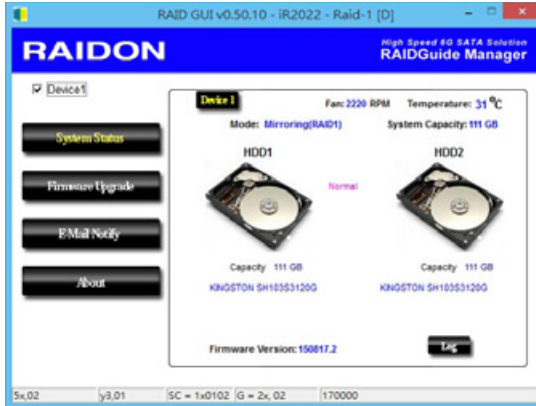 RAID GUI v0.50.10 - iR2022 - Raid-1 [D]
RAIDON
High Speed 6G SATA Solution
RAIDGuide Manager
Device1
Device 1
Fan: 2220 RPM
Temperature: 31 °C
Mode: Mirroring(RAID1)
System Capacity: 111 GB
System Status
Firmware Upgrade
E-Mail Notify
About
HDD1
HDD2
Normal
Capacity 111 GB
Capacity 111 GB
KINGSTON SH103S3120G
KINGSTON SH103S3120G
Firmware Version: 150817.2
Log
5x,02
y3,01
SC = 1x0102
G = 2x, 02
170000